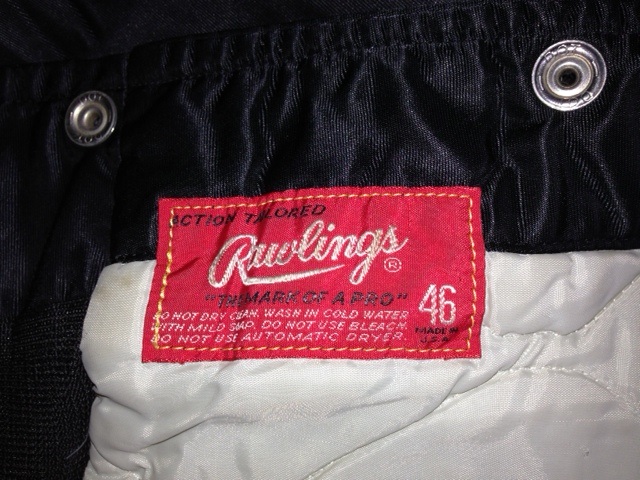 ACTION TAILORED
Rawlings ®
"THE MARK OF A PRO"
46
DO NOT DRY CLEAN. WASH IN COLD WATER
WITH MILD SOAP. DO NOT USE BLEACH.
DO NOT USE AUTOMATIC DRYER.
MADE IN
U.S.A.